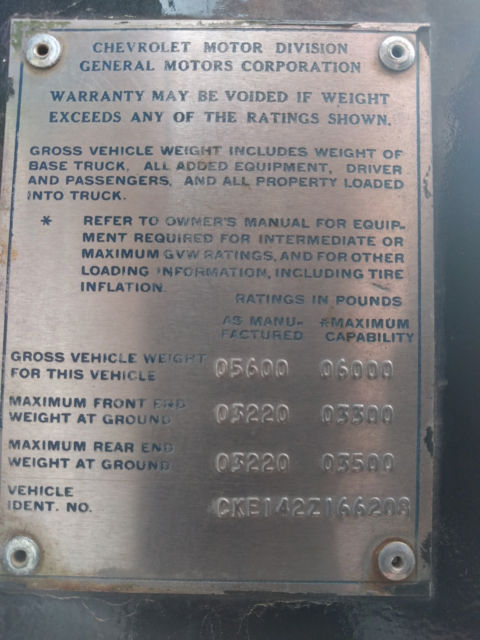 CHEVROLET MOTOR DIVISION
GENERAL MOTORS CORPORATION
WARRANTY MAY BE VOIDED IF WEIGHT
EXCEEDS ANY OF THE RATINGS SHOWN.
GROSS VEHICLE WEIGHT INCLUDES WEIGHT OF
BASE TRUCK, ALL ADDED EQUIPMENT, DRIVER
AND PASSENGERS, AND ALL PROPERTY LOADED
INTO TRUCK.
* REFER TO OWNER'S MANUAL FOR EQUIP-
MENT REQUIRED FOR INTERMEDIATE OR
MAXIMUM GVW RATINGS, AND FOR OTHER
LOADING INFORMATION, INCLUDING TIRE
INFLATION.
RATINGS IN POUNDS
AS MANU- *MAXIMUM
FACTURED CAPABILITY
GROSS VEHICLE WEIGHT
FOR THIS VEHICLE 05600 06000
MAXIMUM FRONT END
WEIGHT AT GROUND 03220 03300
MAXIMUM REAR END
WEIGHT AT GROUND 03220 03500
VEHICLE
IDENT. NO. CKE142Z166208